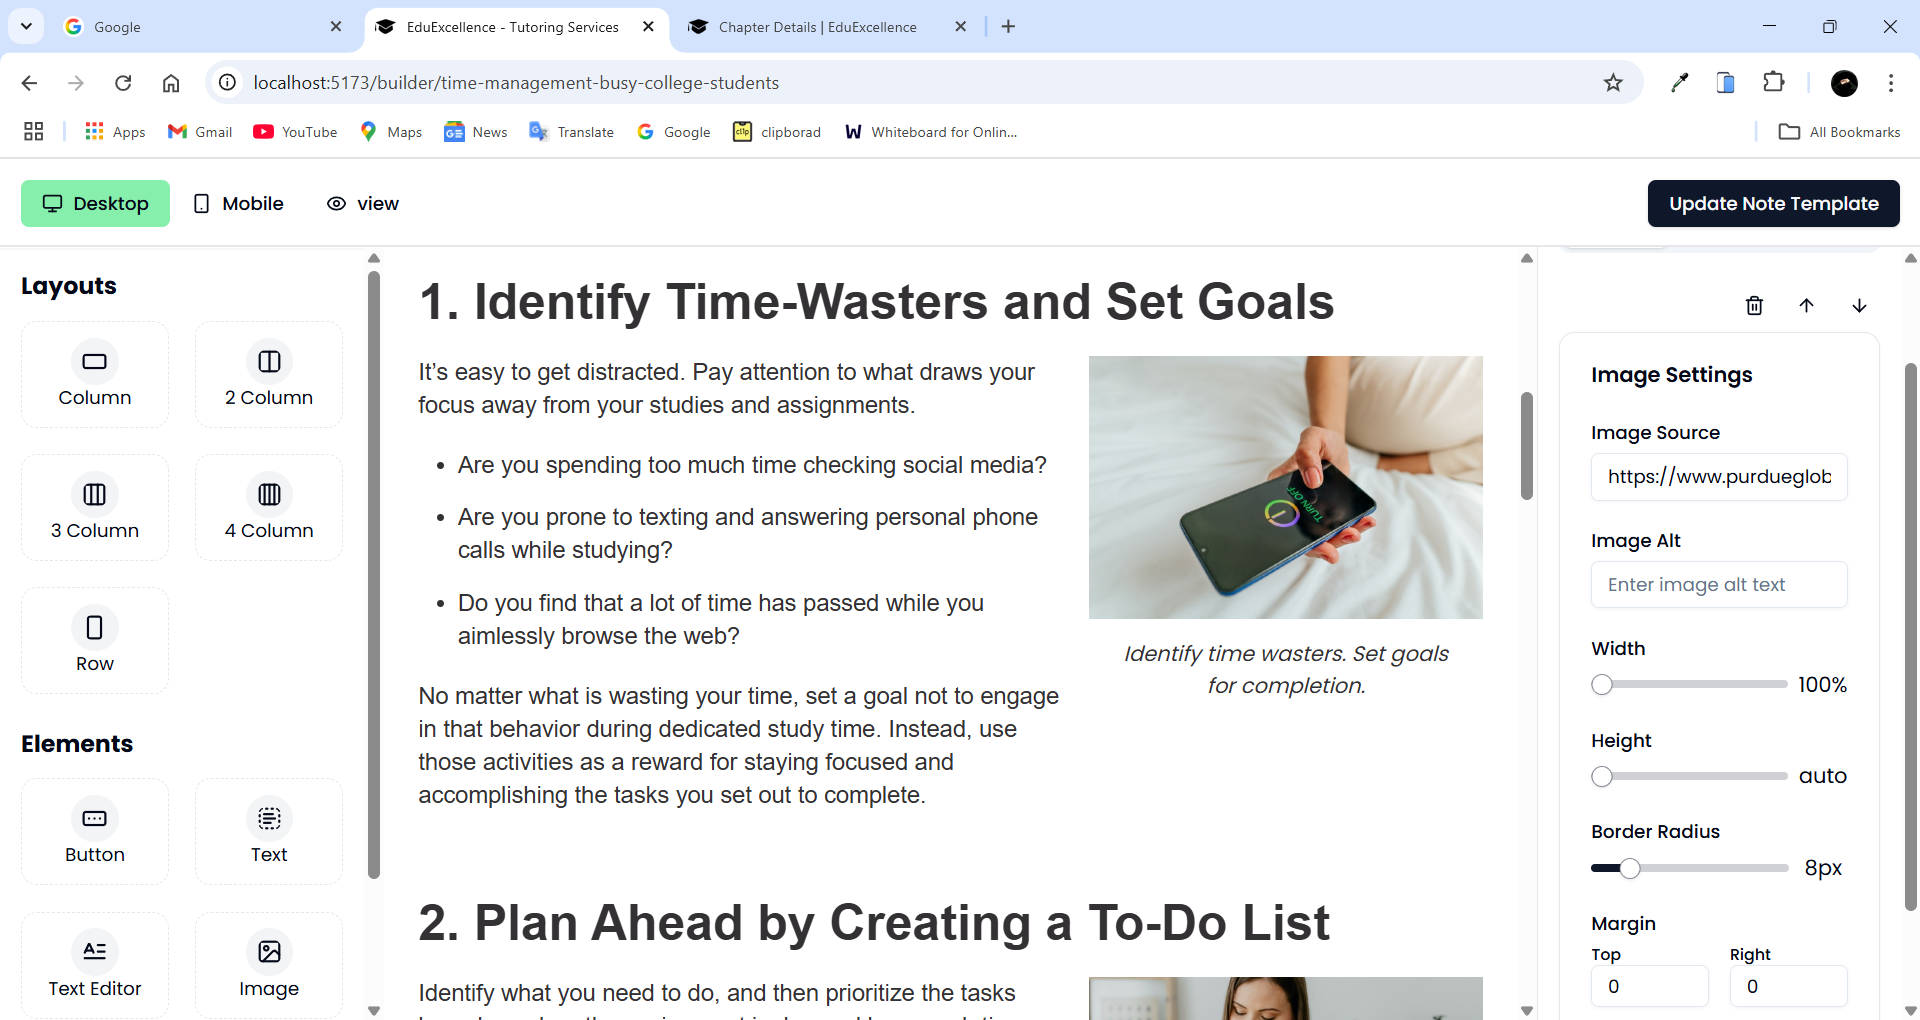 Google
EduExcellence - Tutoring Services
Chapter Details | EduExcellence
localhost:5173/builder/time-management-busy-college-students
Apps
Gmail
YouTube
Maps
News
Translate
Google
clipborad
Whiteboard for Onlin...
All Bookmarks
Desktop
Mobile
view
Update Note Template
Layouts
Column
2 Column
3 Column
4 Column
Row
Elements
Button
Text
Text Editor
Image
1. Identify Time-Wasters and Set Goals
It’s easy to get distracted. Pay attention to what draws your
focus away from your studies and assignments.
• Are you spending too much time checking social media?
• Are you prone to texting and answering personal phone
calls while studying?
• Do you find that a lot of time has passed while you
aimlessly browse the web?
No matter what is wasting your time, set a goal not to engage
in that behavior during dedicated study time. Instead, use
those activities as a reward for staying focused and
accomplishing the tasks you set out to complete.
TURN OFF
Identify time wasters. Set goals
for completion.
2. Plan Ahead by Creating a To-Do List
Identify what you need to do, and then prioritize the tasks
Image Settings
Image Source
https://www.purdueglob
Image Alt
Enter image alt text
Width
100%
Height
auto
Border Radius
8px
Margin
Top
Right
0
0